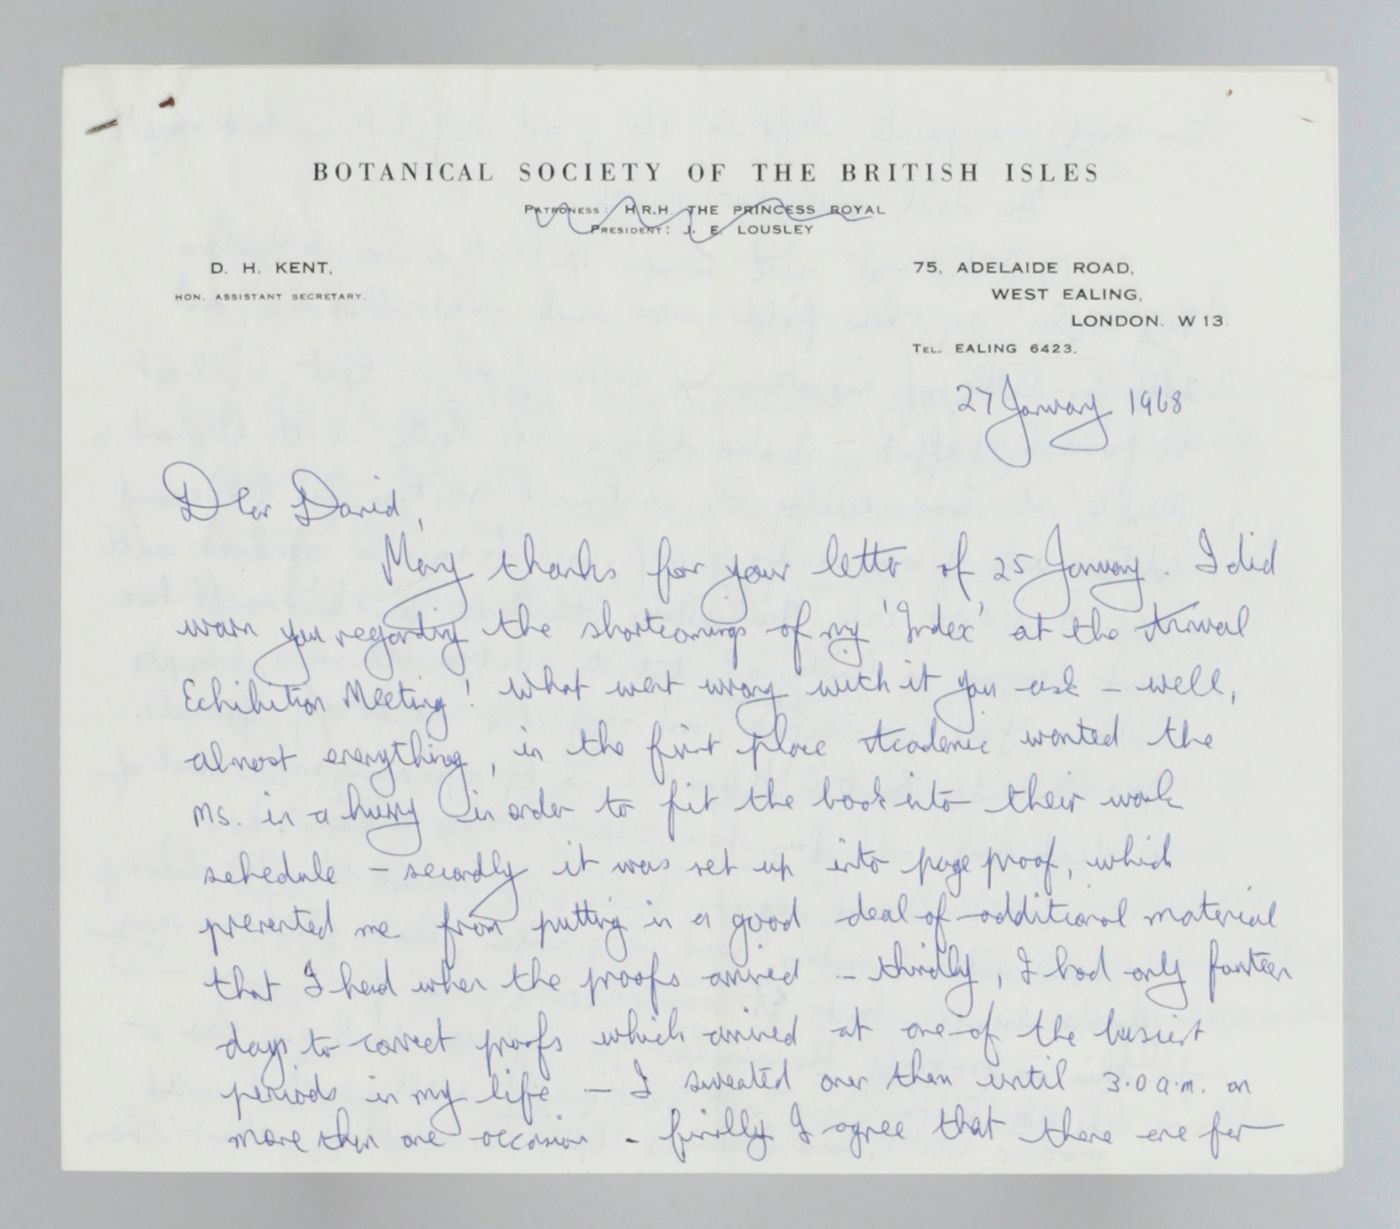 BOTANICAL SOCIETY OF THE BRITISH ISLES
PATRONESS: H.R.H. THE PRINCESS ROYAL
PRESIDENT: J. E. LOUSLEY
D. H. KENT,
HON. ASSISTANT SECRETARY.
75, ADELAIDE ROAD,
WEST EALING,
LONDON. W 13.
TEL. EALING 6423.
27 January 1968
Dear David,
Many thanks for your letter of 25 January. I did
warn you regarding the shortcomings of my 'Index' at the Annual
Exhibition Meeting! What went wrong with it you ask – well,
almost everything, in the first place Academic wanted the
MS. in a hurry in order to fit the book into their work
schedule – secondly it was set up into page proof, which
prevented me from putting in a good deal of additional material
that I had when the proofs arrived – thirdly, I had only fourteen
days to correct proofs which arrived at one of the busiest
periods in my life – I sweated over them until 3.0 a.m. on
more than one occasion – finally I agree that there are far